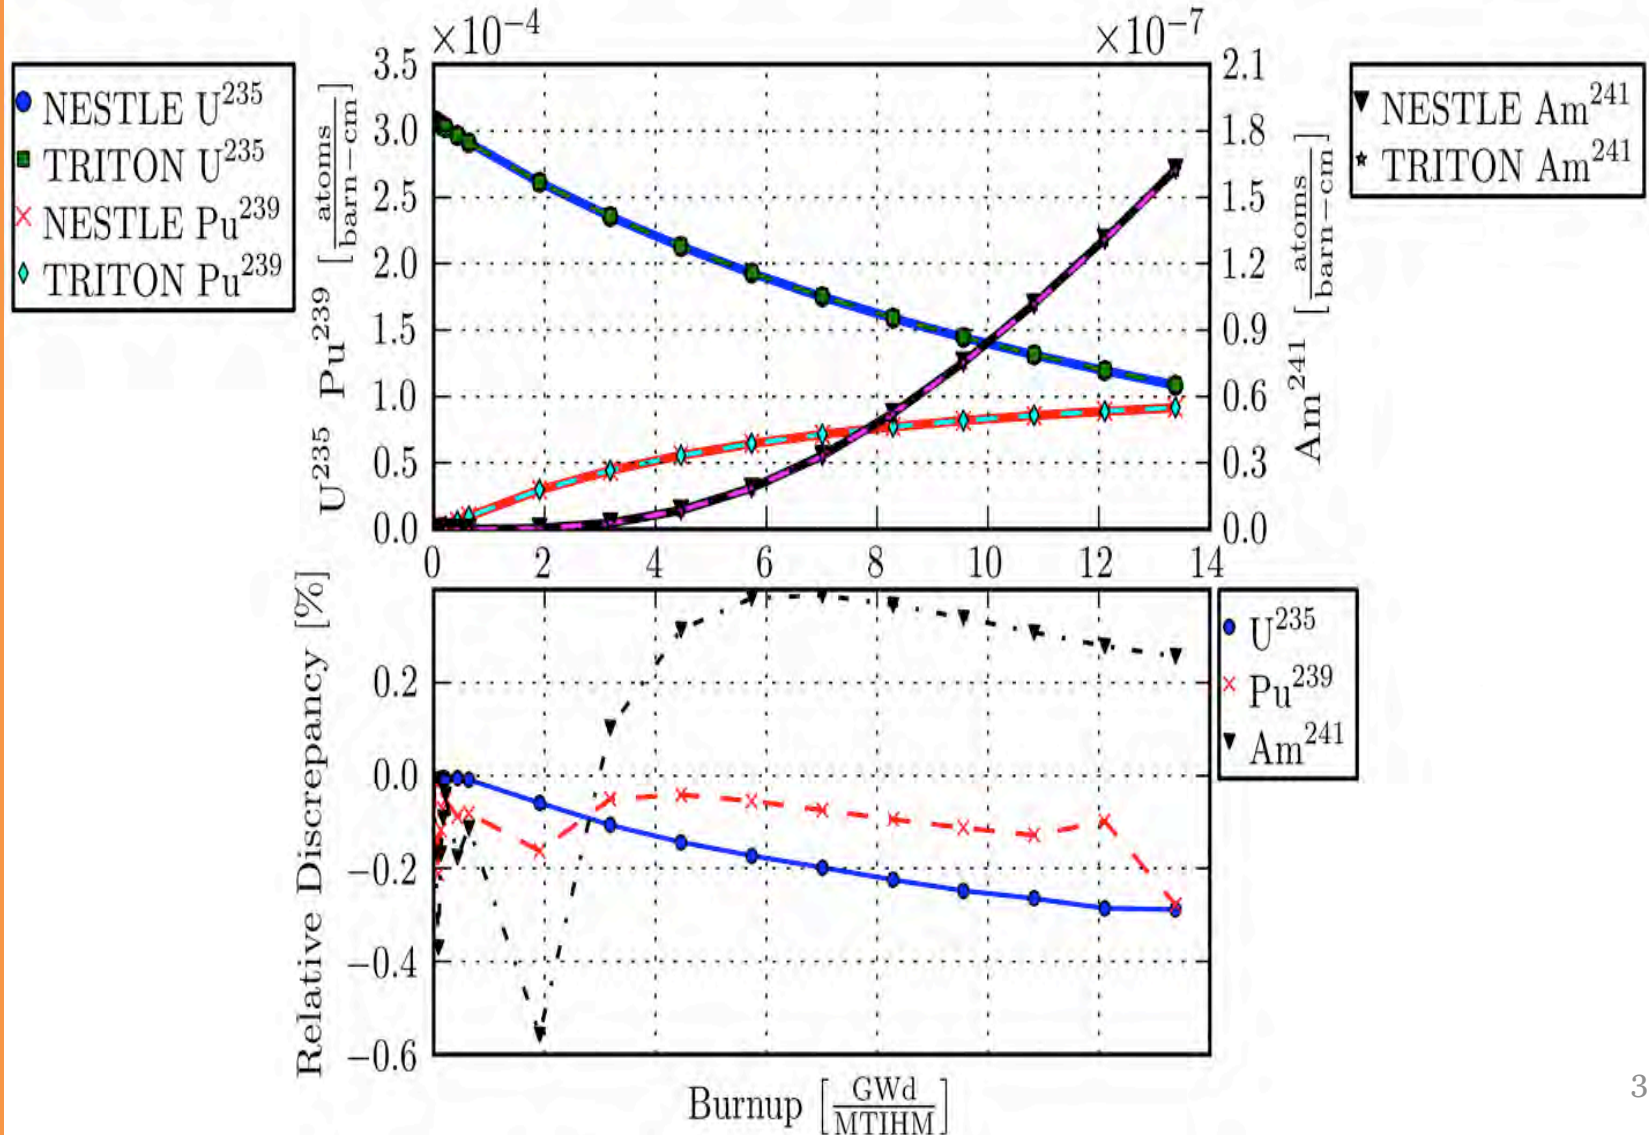 ×10⁻⁴ ×10⁻⁷
NESTLE U²³⁵
TRITON U²³⁵
NESTLE Pu²³⁹
TRITON Pu²³⁹
U²³⁵ Pu²³⁹ [atoms/barn−cm]
3.5
3.0
2.5
2.0
1.5
1.0
0.5
0.0
2.1
1.8
1.5
1.2
0.9
0.6
0.3
0.0
Am²⁴¹ [atoms/barn−cm]
NESTLE Am²⁴¹
TRITON Am²⁴¹
0 2 4 6 8 10 12 14
Relative Discrepancy [%]
0.2
0.0
−0.2
−0.4
−0.6
U²³⁵
Pu²³⁹
Am²⁴¹
Burnup [GWd/MTIHM]
3